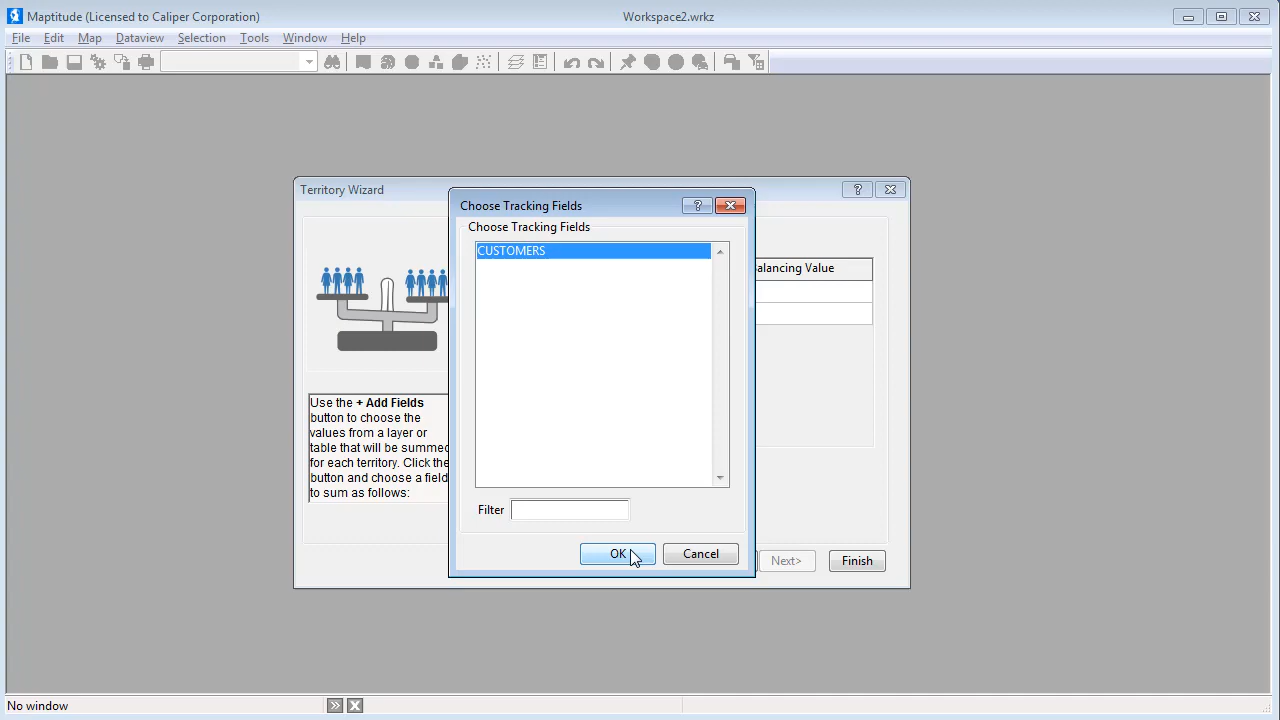 Maptitude (Licensed to Caliper Corporation)
Workspace2.wrkz
File Edit Map Dataview Selection Tools Window Help
Territory Wizard
Choose Tracking Fields
Choose Tracking Fields
CUSTOMERS
alancing Value
Use the + Add Fields
button to choose the
values from a layer or
table that will be summed
for each territory. Click the
button and choose a field
to sum as follows:
Filter
OK Cancel
Next> Finish
No window